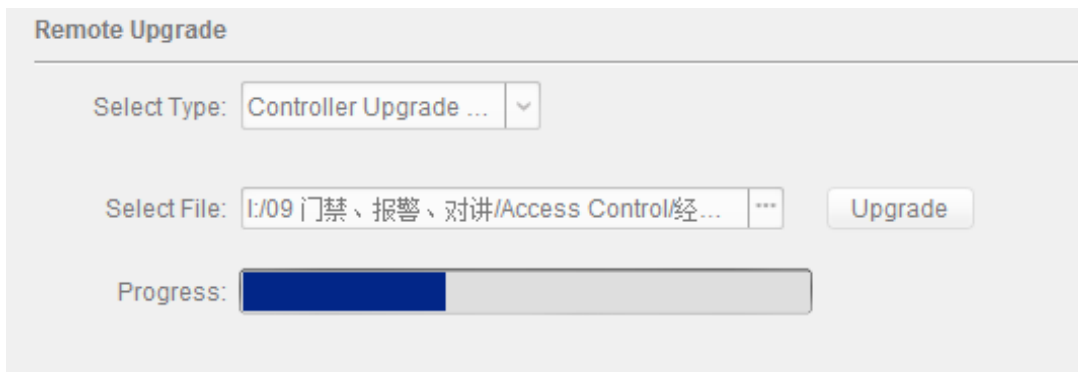 Remote Upgrade
Select Type: Controller Upgrade ...
Select File: I:/09 门禁、报警、对讲/Access Control/经... ... Upgrade
Progress: